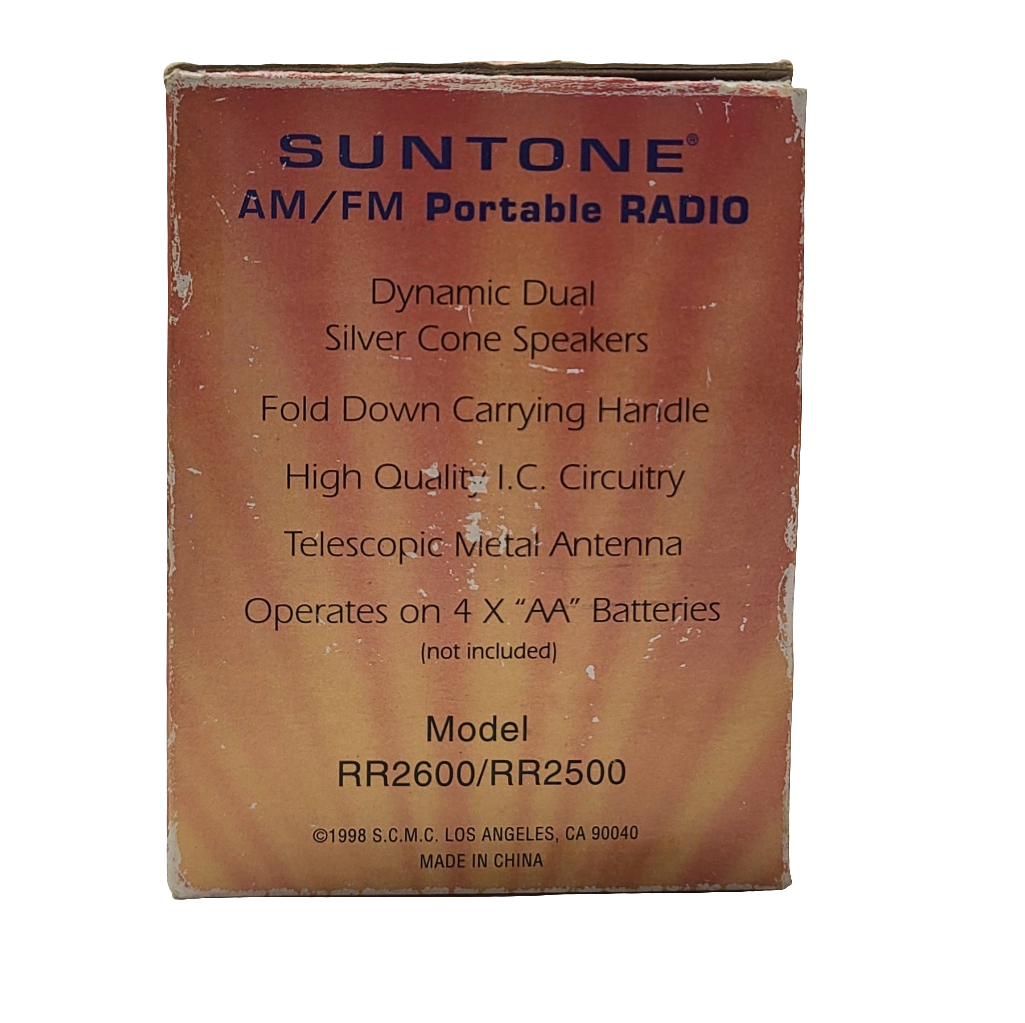 SUNTONE®
AM/FM Portable RADIO
Dynamic Dual
Silver Cone Speakers
Fold Down Carrying Handle
High Quality I.C. Circuitry
Telescopic Metal Antenna
Operates on 4 X “AA” Batteries
(not included)
Model
RR2600/RR2500
©1998 S.C.M.C. LOS ANGELES, CA 90040
MADE IN CHINA